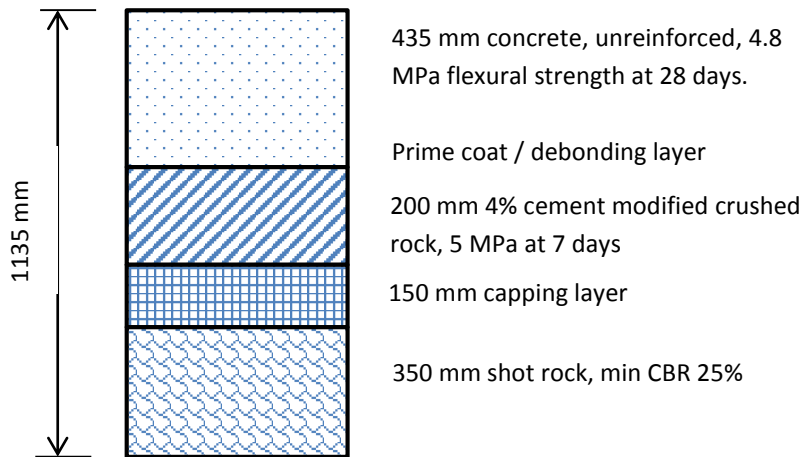 435 mm concrete, unreinforced, 4.8
MPa flexural strength at 28 days.
Prime coat / debonding layer
200 mm 4% cement modified crushed
rock, 5 MPa at 7 days
150 mm capping layer
350 mm shot rock, min CBR 25%
1135 mm